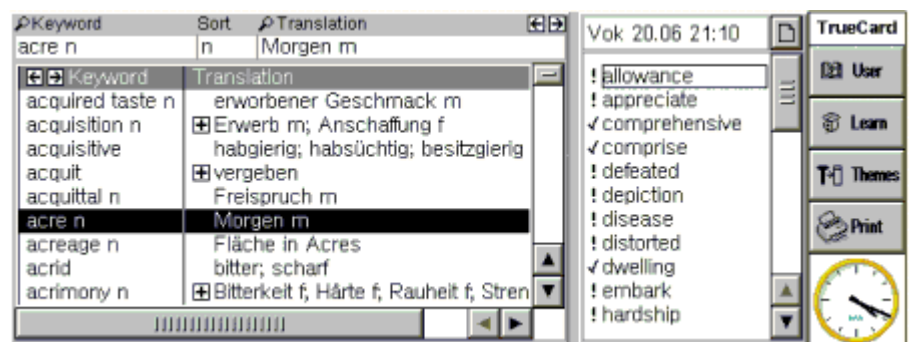 Keyword Sort Translation
acre n n Morgen m
Keyword Translation
acquired taste n erworbener Geschmack m
acquisition n Erwerb m; Anschaffung f
acquisitive habgierig; habsüchtig; besitzgierig
acquit vergeben
acquittal n Freispruch m
acre n Morgen m
acreage n Fläche in Acres
acrid bitter; scharf
acrimony n Bitterkeit f; Härte f; Rauheit f; Stren
Vok 20.06 21:10
! allowance
! appreciate
✓ comprehensive
✓ comprise
! defeated
! depiction
! disease
! distorted
✓ dwelling
! embark
! hardship
TrueCard
User
Learn
Themes
Print